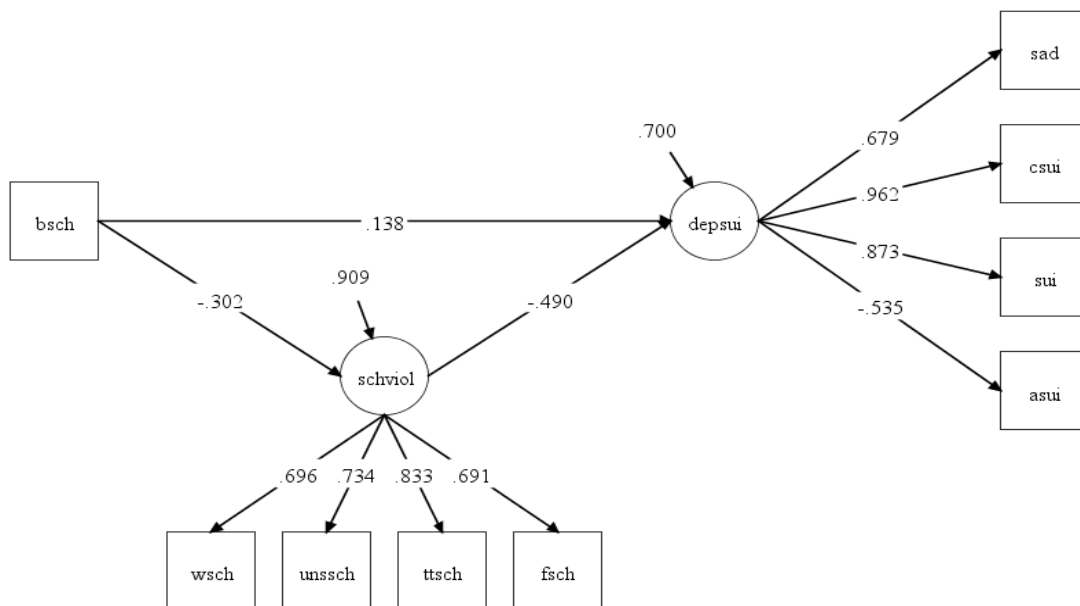 sad
.700
.679
csui
.962
bsch
.138
depsui
.873
sui
.909
-.302
-.490
-.535
schviol
asui
.696
.734
.833
.691
wsch
unssch
ttsch
fsch